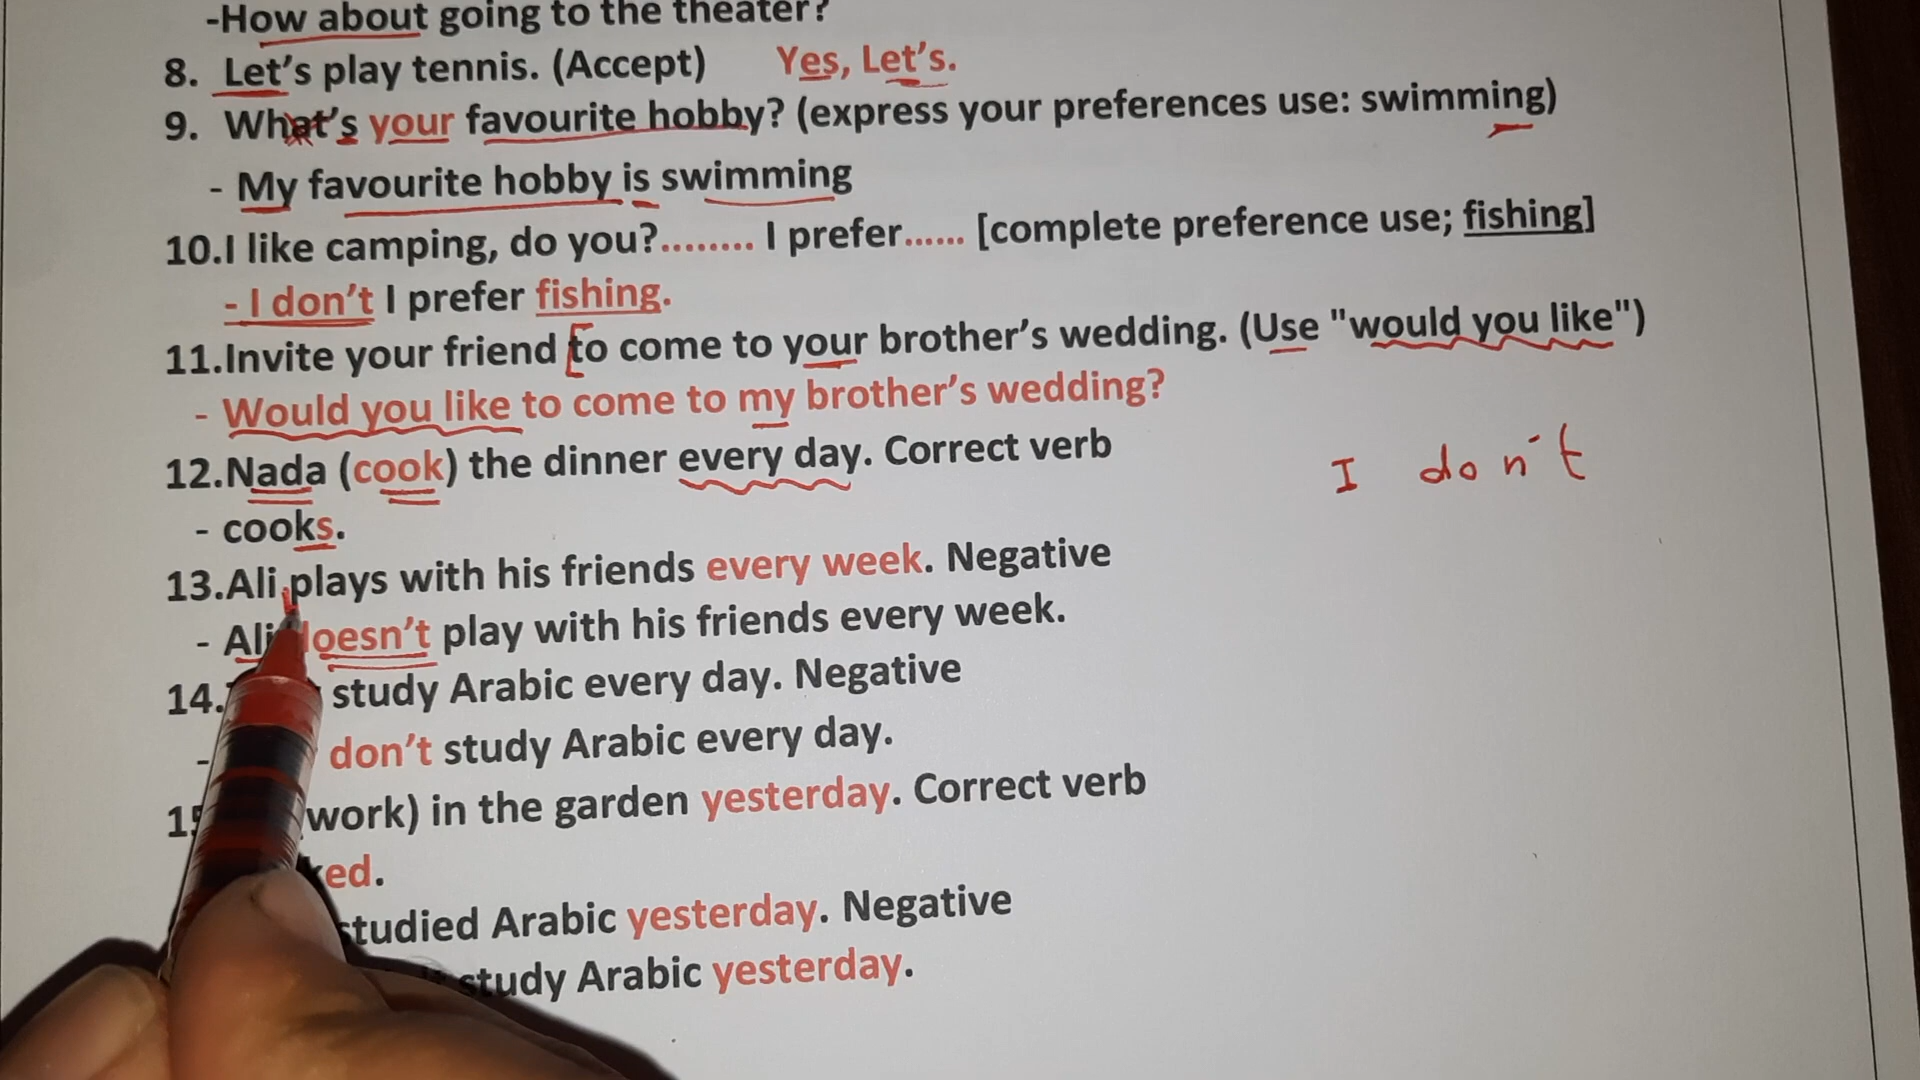 -How about going to the theater?
8. Let's play tennis. (Accept) Yes, Let's.
9. What's your favourite hobby? (express your preferences use: swimming)
- My favourite hobby is swimming
10.I like camping, do you?........ I prefer...... [complete preference use; fishing]
- I don't I prefer fishing.
11.Invite your friend to come to your brother's wedding. (Use "would you like")
- Would you like to come to my brother's wedding?
12.Nada (cook) the dinner every day. Correct verb
I don't
- cooks.
13.Ali plays with his friends every week. Negative
- Ali doesn't play with his friends every week.
14. study Arabic every day. Negative
- don't study Arabic every day.
work) in the garden yesterday. Correct verb
ed.
studied Arabic yesterday. Negative
study Arabic yesterday.